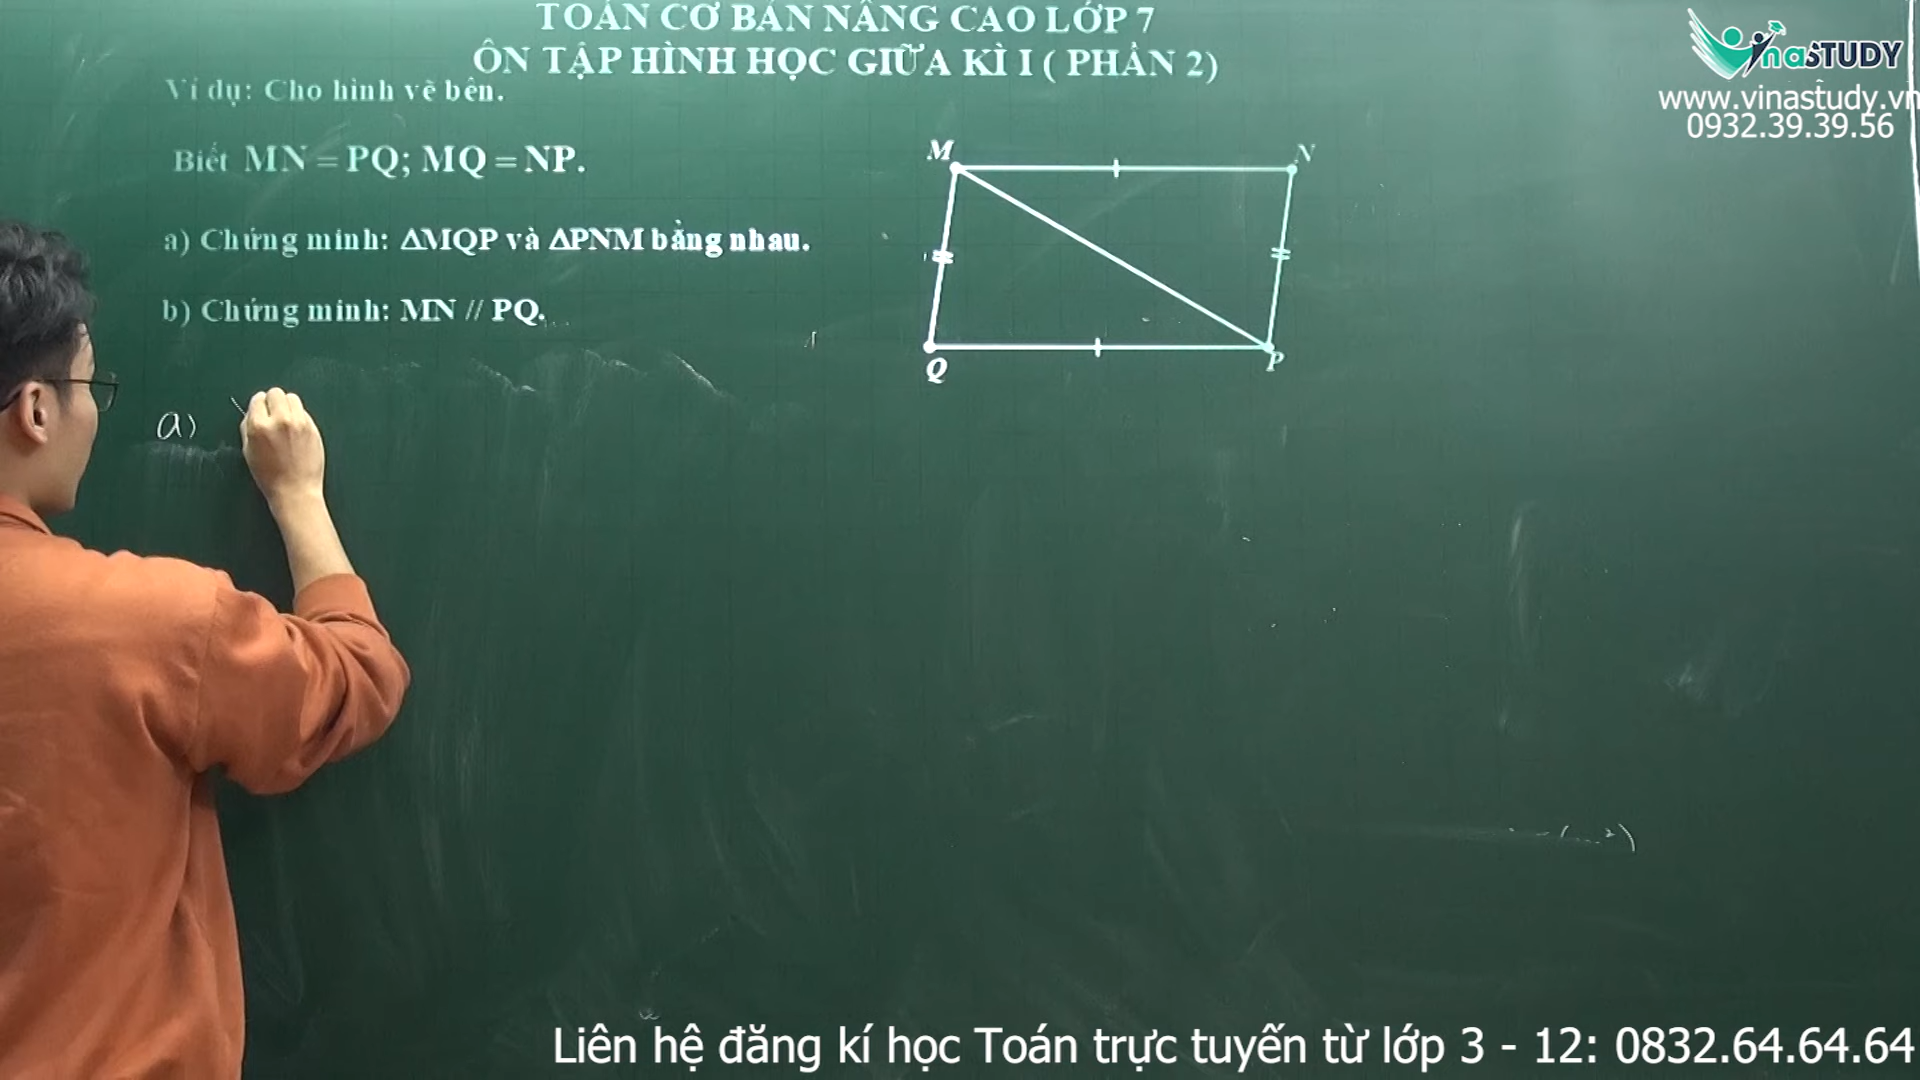 TOÁN CƠ BẢN NÂNG CAO LỚP 7
ÔN TẬP HÌNH HỌC GIỮA KÌ I ( PHẦN 2)
VinaSTUDY
www.vinastudy.vn
0932.39.39.56
Ví dụ: Cho hình vẽ bên.
Biết MN = PQ; MQ = NP.
a) Chứng minh: ΔMQP và ΔPNM bằng nhau.
b) Chứng minh: MN // PQ.
M
N
Q
P
a)
Liên hệ đăng kí học Toán trực tuyến từ lớp 3 - 12: 0832.64.64.64